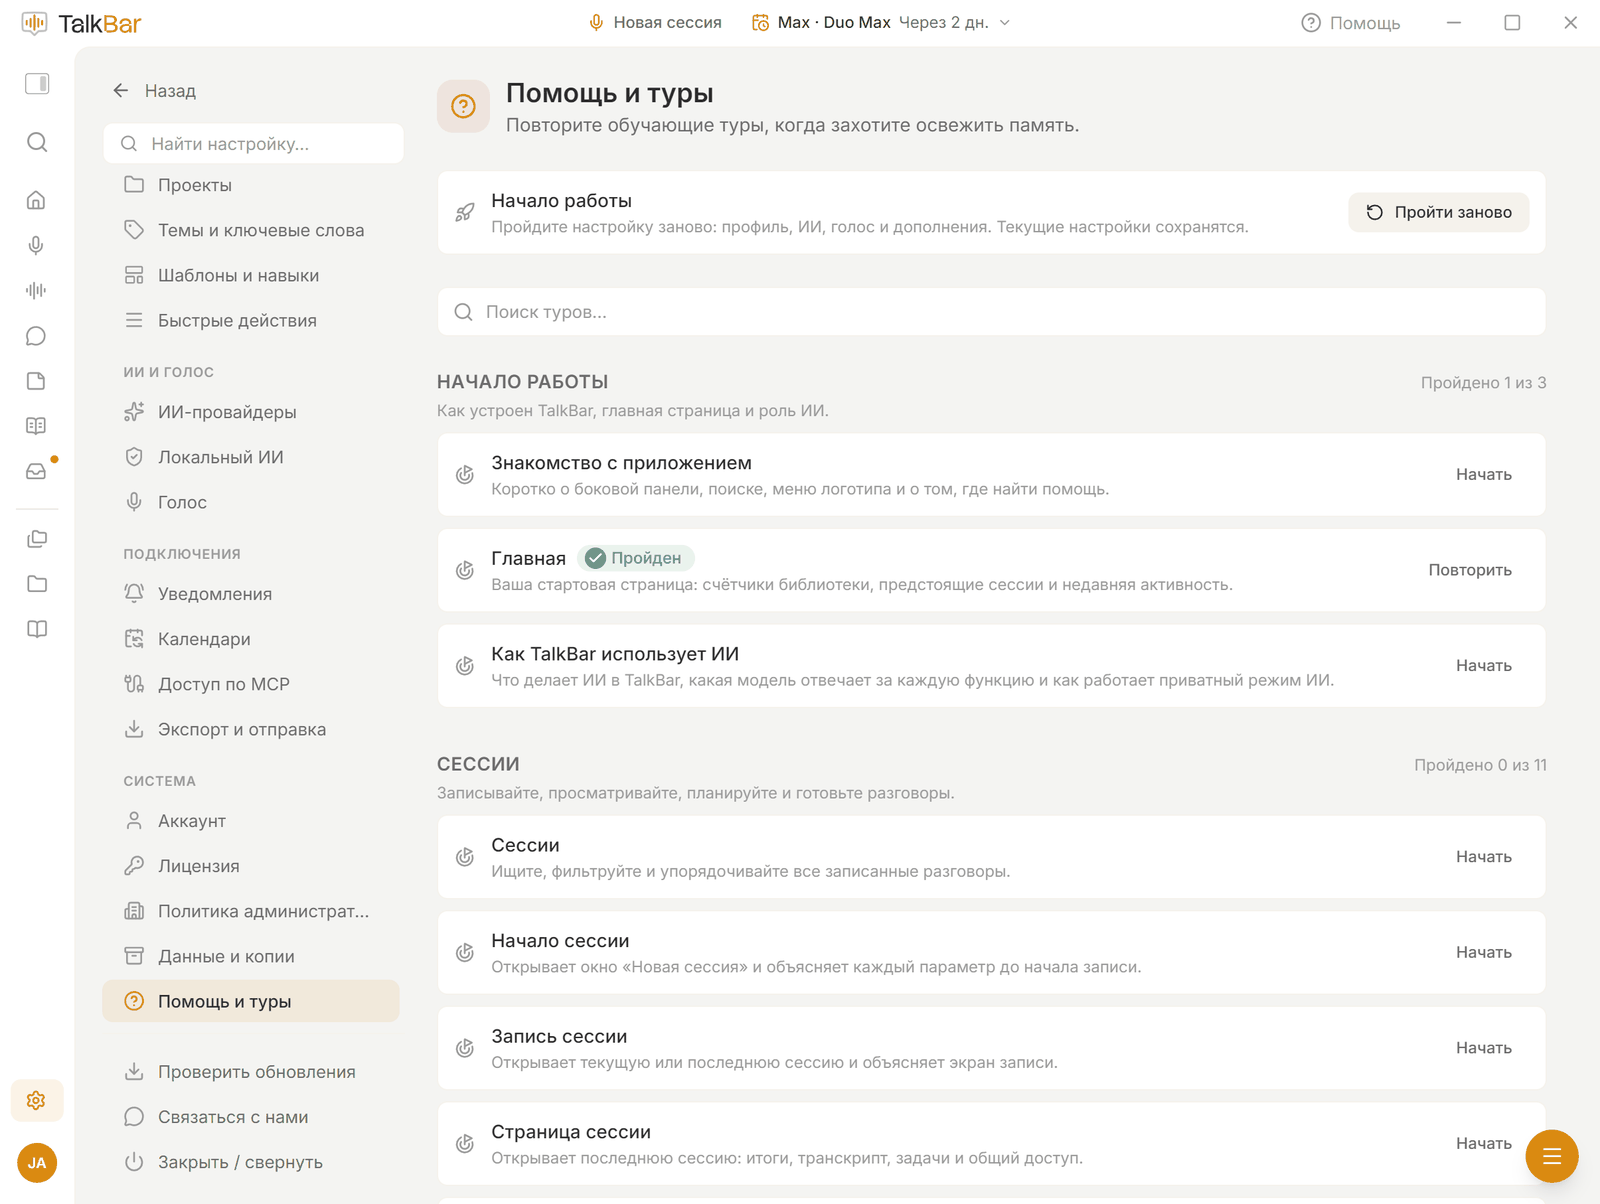 TalkBar
Новая сессия
Max · Duo Max Через 2 дн.
Помощь
Назад
Найти настройку...
Проекты
Темы и ключевые слова
Шаблоны и навыки
Быстрые действия
ИИ И ГОЛОС
ИИ-провайдеры
Локальный ИИ
Голос
ПОДКЛЮЧЕНИЯ
Уведомления
Календари
Доступ по MCP
Экспорт и отправка
СИСТЕМА
Аккаунт
Лицензия
Политика администрат...
Данные и копии
Помощь и туры
Проверить обновления
Связаться с нами
Закрыть / свернуть
JA
Помощь и туры
Повторите обучающие туры, когда захотите освежить память.
Начало работы
Пройдите настройку заново: профиль, ИИ, голос и дополнения. Текущие настройки сохранятся.
Пройти заново
Поиск туров...
НАЧАЛО РАБОТЫ
Пройдено 1 из 3
Как устроен TalkBar, главная страница и роль ИИ.
Знакомство с приложением
Коротко о боковой панели, поиске, меню логотипа и о том, где найти помощь.
Начать
Главная Пройден
Ваша стартовая страница: счётчики библиотеки, предстоящие сессии и недавняя активность.
Повторить
Как TalkBar использует ИИ
Что делает ИИ в TalkBar, какая модель отвечает за каждую функцию и как работает приватный режим ИИ.
Начать
СЕССИИ
Пройдено 0 из 11
Записывайте, просматривайте, планируйте и готовьте разговоры.
Сессии
Ищите, фильтруйте и упорядочивайте все записанные разговоры.
Начать
Начало сессии
Открывает окно «Новая сессия» и объясняет каждый параметр до начала записи.
Начать
Запись сессии
Открывает текущую или последнюю сессию и объясняет экран записи.
Начать
Страница сессии
Открывает последнюю сессию: итоги, транскрипт, задачи и общий доступ.
Начать